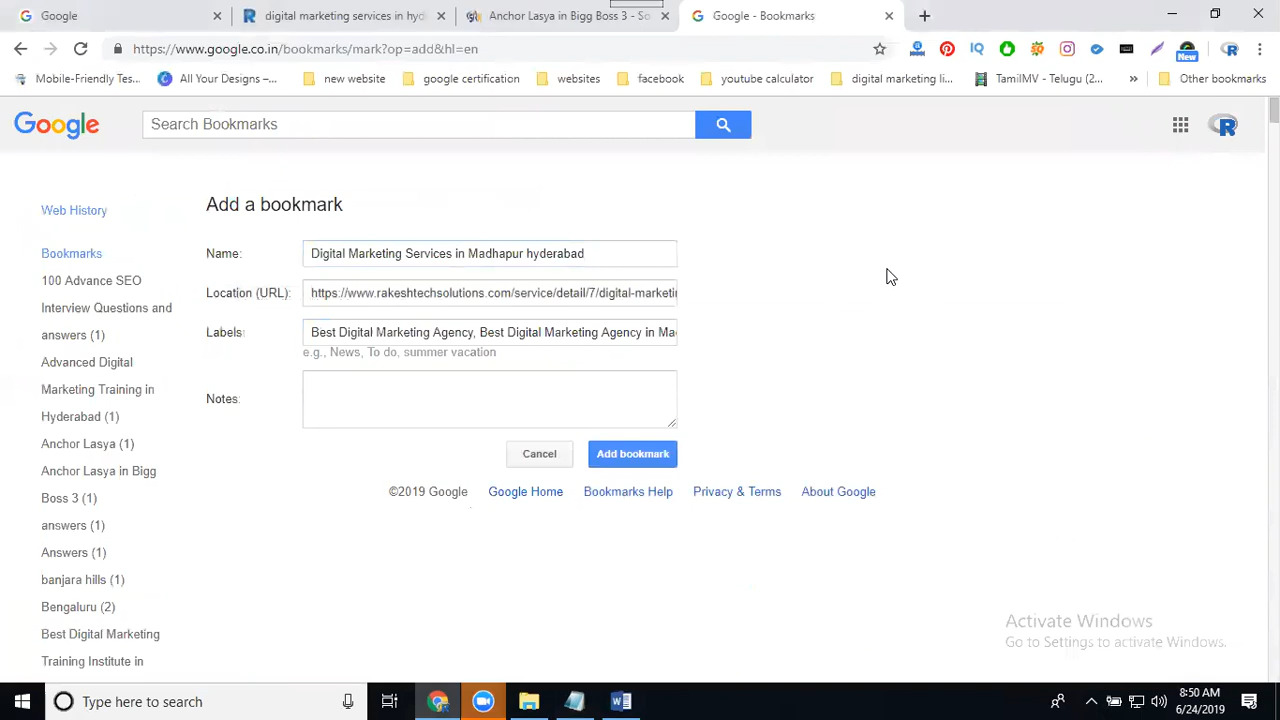 Google
digital marketing services in hyd
Anchor Lasya in Bigg Boss 3 - So
Google - Bookmarks
https://www.google.co.in/bookmarks/mark?op=add&hl=en
New
Mobile-Friendly Tes...
All Your Designs –...
new website
google certification
websites
facebook
youtube calculator
digital marketing li...
TamilMV - Telugu (2...
»
Other bookmarks
Google
Search Bookmarks
Add a bookmark
Name:
Digital Marketing Services in Madhapur hyderabad
Location (URL):
https://www.rakeshtechsolutions.com/service/detail/7/digital-marketin
Labels:
Best Digital Marketing Agency, Best Digital Marketing Agency in Ma
e.g., News, To do, summer vacation
Notes:
Cancel
Add bookmark
©2019 Google
Google Home
Bookmarks Help
Privacy & Terms
About Google
Web History
Bookmarks
100 Advance SEO
Interview Questions and
answers (1)
Advanced Digital
Marketing Training in
Hyderabad (1)
Anchor Lasya (1)
Anchor Lasya in Bigg
Boss 3 (1)
answers (1)
Answers (1)
banjara hills (1)
Bengaluru (2)
Best Digital Marketing
Training Institute in
Activate Windows
Go to Settings to activate Windows.
Type here to search
8:50 AM
6/24/2019